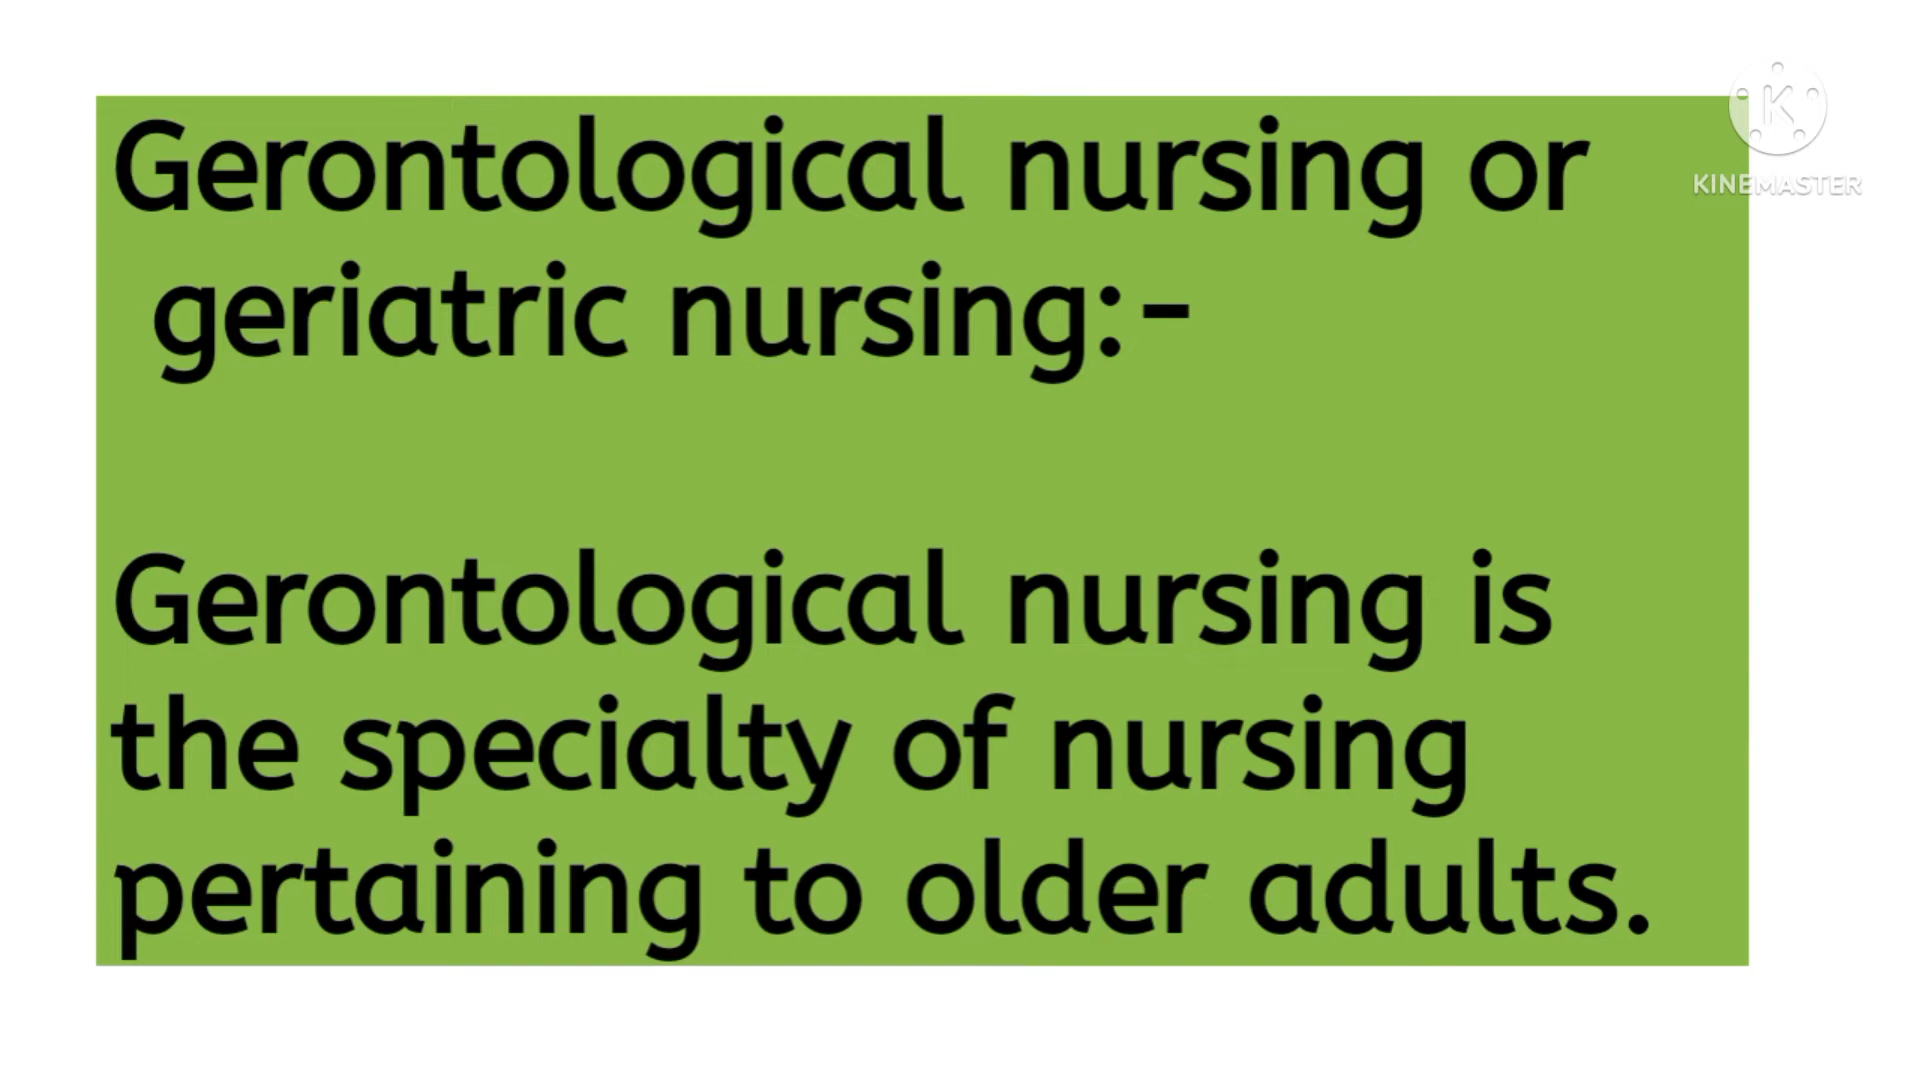 Gerontological nursing or
geriatric nursing:-
Gerontological nursing is
the specialty of nursing
pertaining to older adults.
K
KINEMASTER